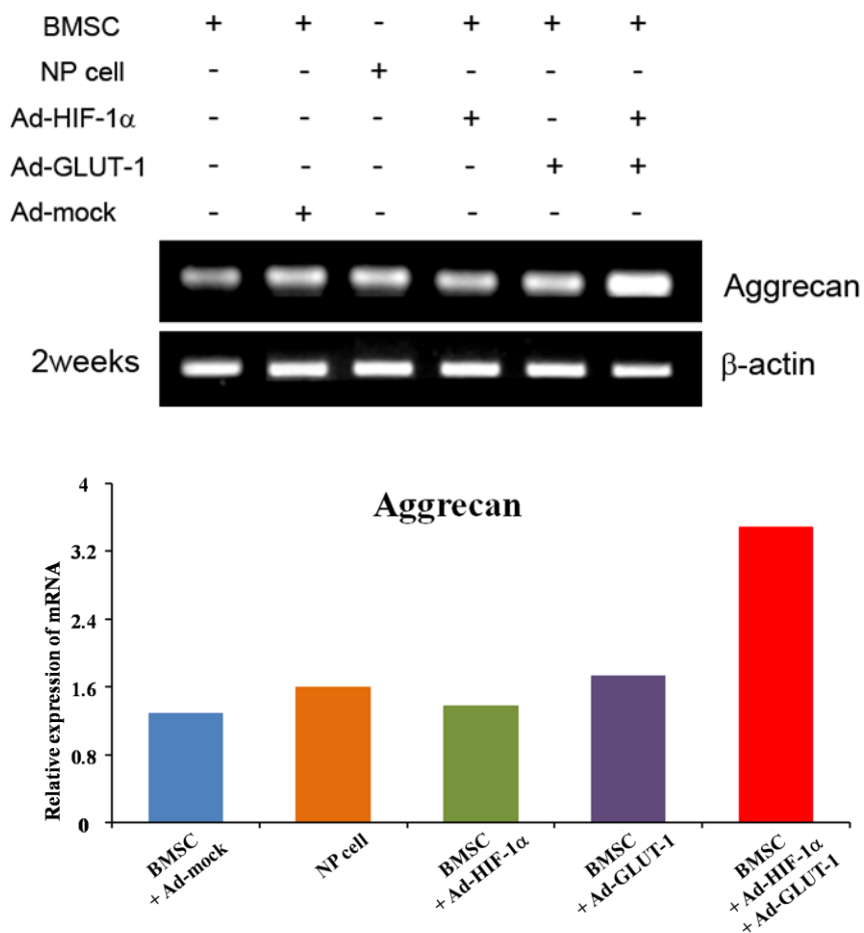 BMSC + + - + + +
NP cell - - + - - -
Ad-HIF-1α - - - + - +
Ad-GLUT-1 - - - - + +
Ad-mock - + - - - -
Aggrecan
2weeks β-actin
Aggrecan
Relative expression of mRNA
4
3.2
2.4
1.6
0.8
0
BMSC
+ Ad-mock
NP cell
BMSC
+ Ad-HIF-1α
BMSC
+ Ad-GLUT-1
BMSC
+ Ad-HIF-1α
+ Ad-GLUT-1